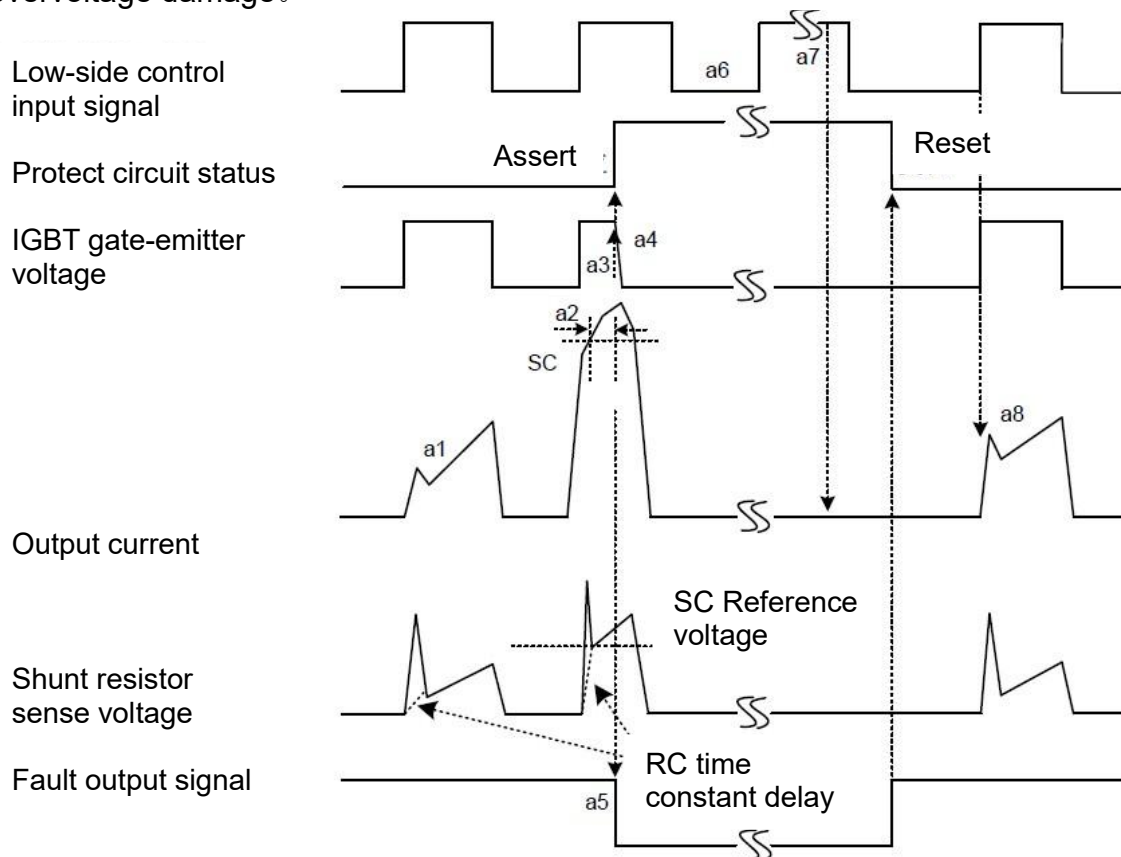 overvoltage damage。
a6
a7
Low-side control
input signal
Assert
Reset
Protect circuit status
IGBT gate-emitter
voltage
a4
a3
a2
SC
a1
a8
Output current
SC Reference
voltage
Shunt resistor
sense voltage
RC time
constant delay
Fault output signal
a5